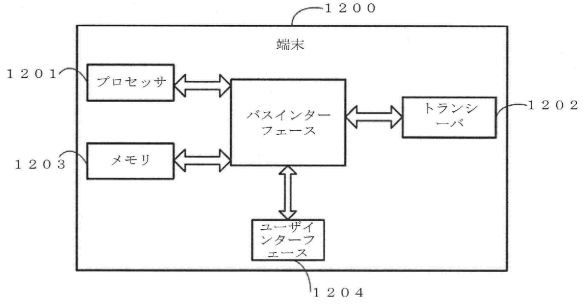 １２００
端末
１２０１
プロセッサ
バスインター
フェース
トランシ
ーバ
１２０２
１２０３
メモリ
ユーザイ
ンターフ
ェース
１２０４